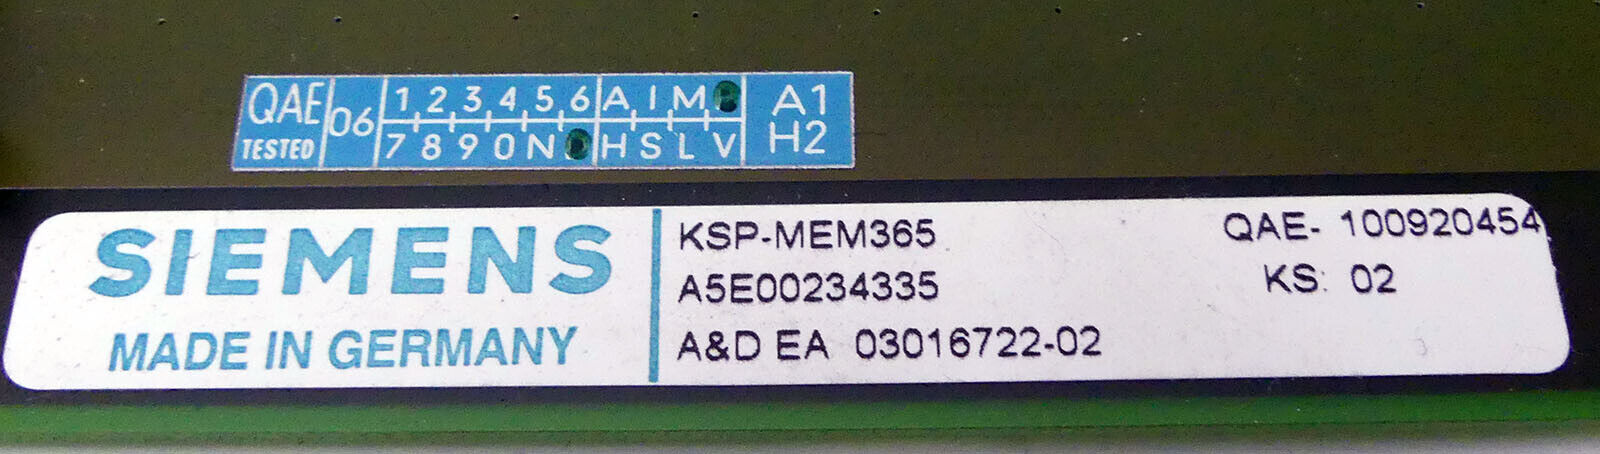 QAE 06 1 2 3 4 5 6 A I M A1
TESTED 7 8 9 0 N H S L V H2
SIEMENS
MADE IN GERMANY
KSP-MEM365
A5E00234335
A&D EA 03016722-02
QAE- 100920454
KS: 02